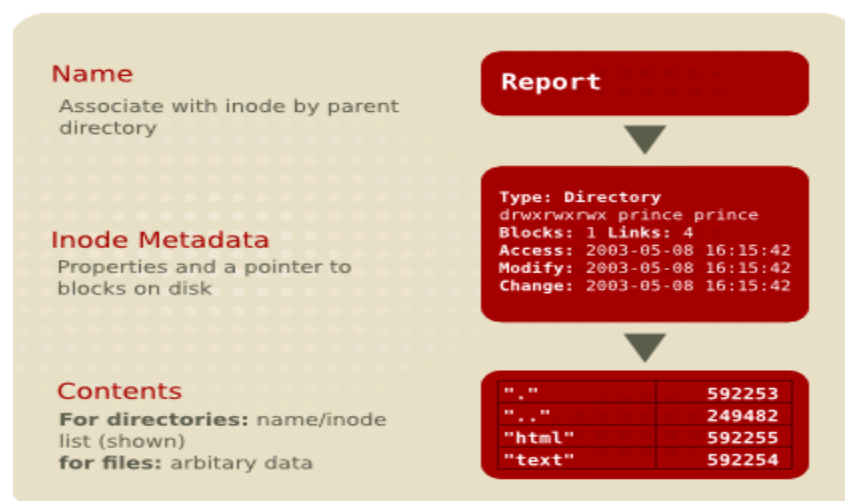 Name
Associate with inode by parent
directory
Report
Inode Metadata
Properties and a pointer to
blocks on disk
Type: Directory
drwxrwxrwx prince prince
Blocks: 1 Links: 4
Access: 2003-05-08 16:15:42
Modify: 2003-05-08 16:15:42
Change: 2003-05-08 16:15:42
Contents
For directories: name/inode
list (shown)
for files: arbitary data
"." 592253
".." 249482
"html" 592255
"text" 592254